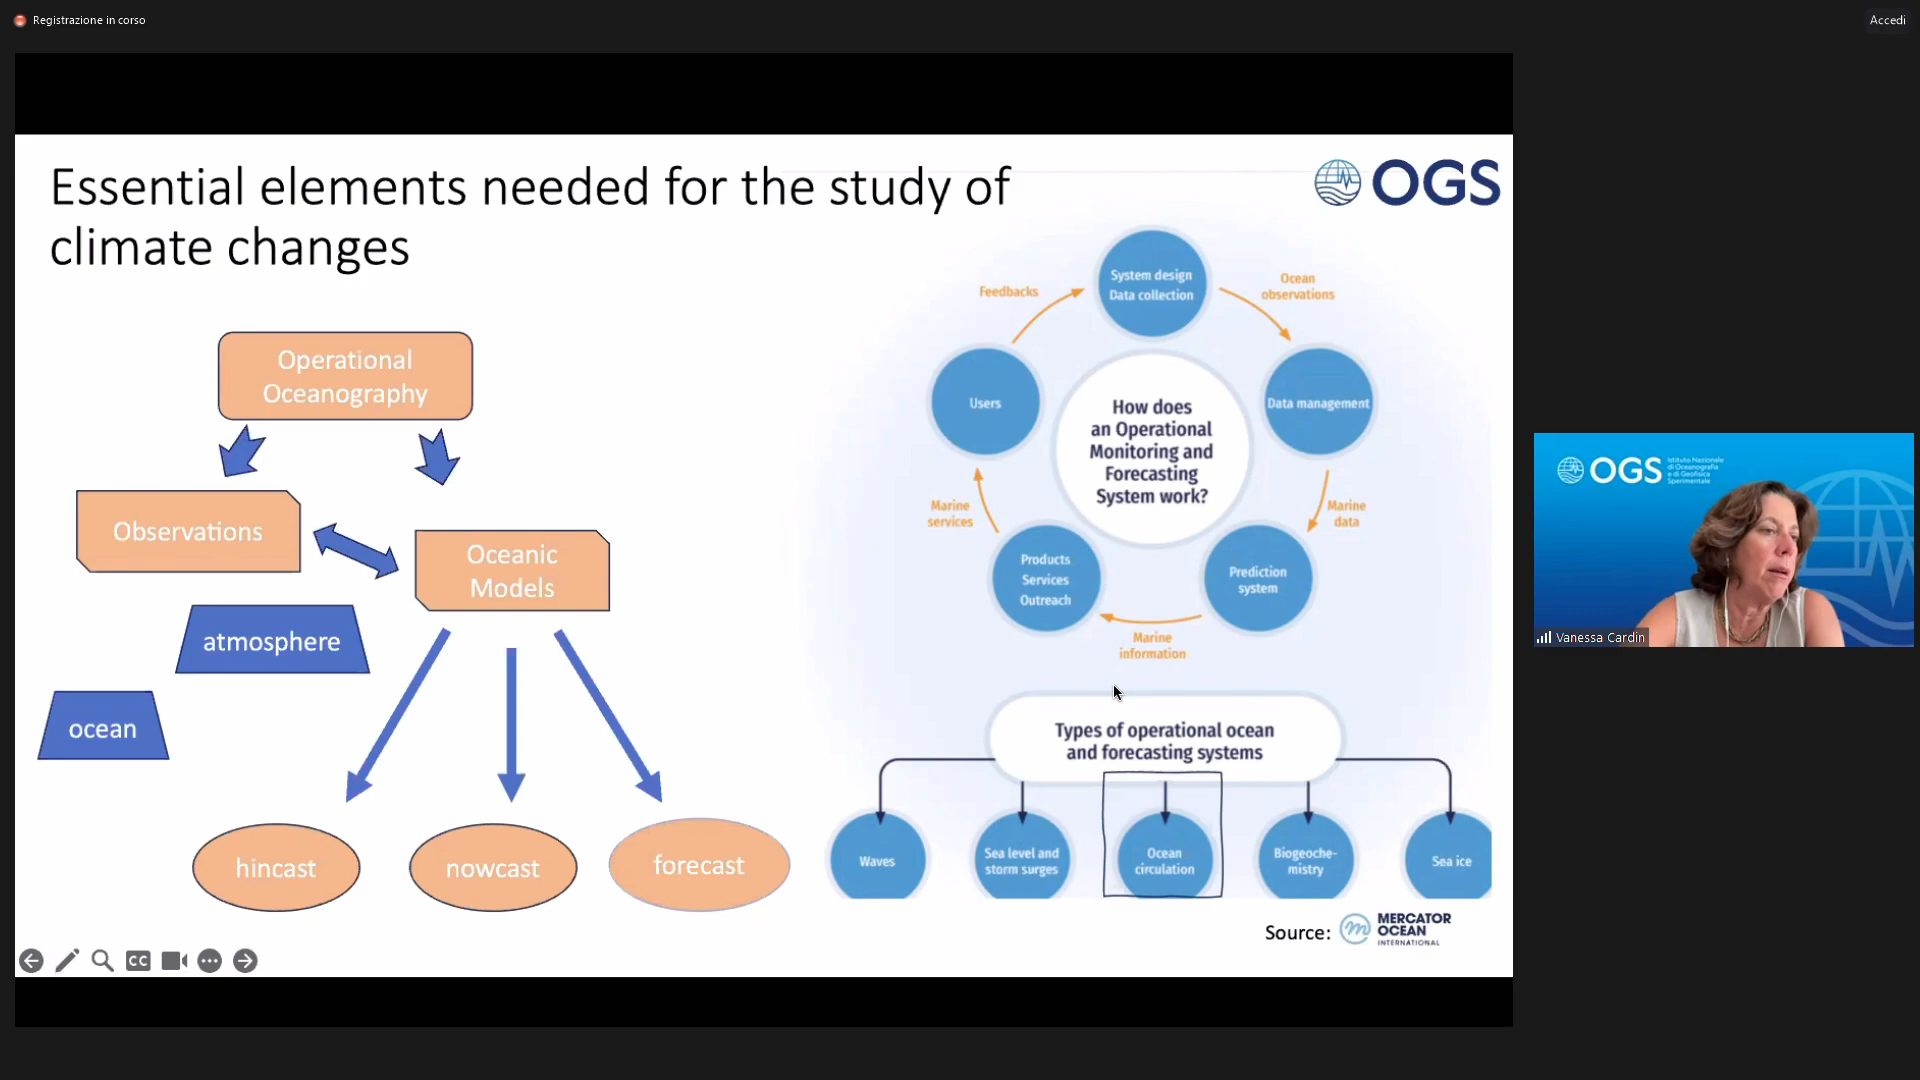 Registrazione in corso
Accedi
Essential elements needed for the study of
climate changes
OGS
Operational
Oceanography
Observations
Oceanic
Models
atmosphere
ocean
hincast
nowcast
forecast
System design
Data collection
Feedbacks
Ocean
observations
Users
Data management
How does
an Operational
Monitoring and
Forecasting
System work?
Marine
services
Marine
data
Products
Services
Outreach
Prediction
system
Marine
information
Types of operational ocean
and forecasting systems
Waves
Sea level and
storm surges
Ocean
circulation
Biogeoche-
mistry
Sea ice
Source:
MERCATOR
OCEAN
INTERNATIONAL
CC
OGS
Istituto Nazionale
di Oceanografia
e di Geofisica
Sperimentale
Vanessa Cardin